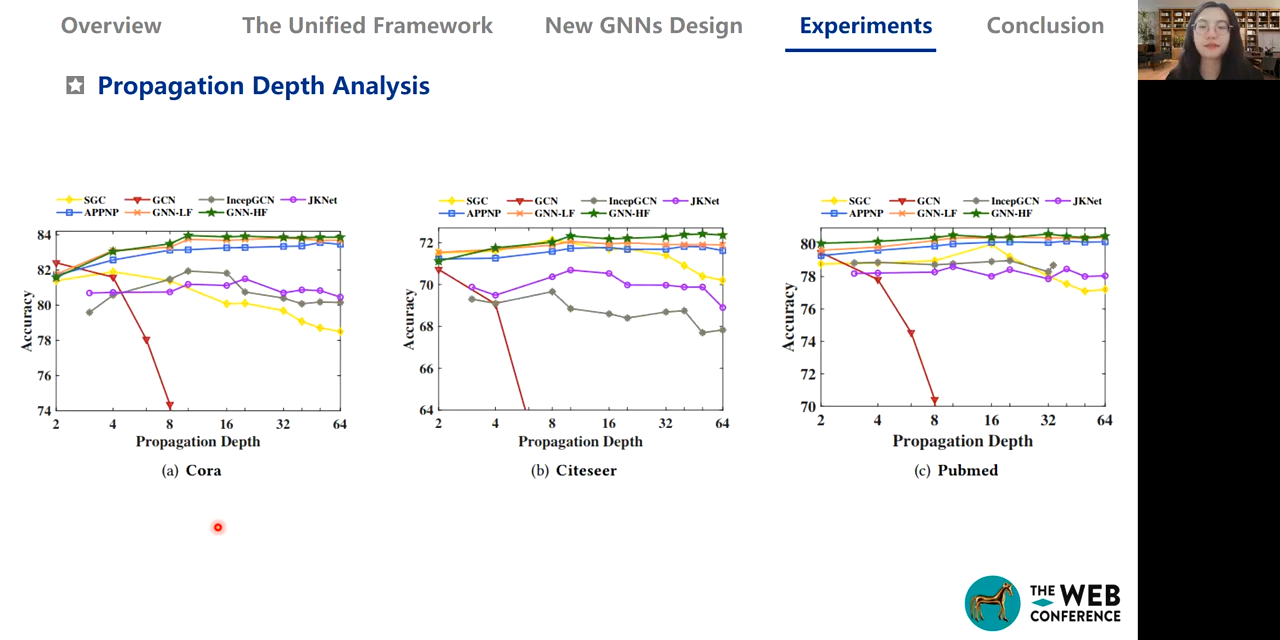 Overview The Unified Framework New GNNs Design Experiments Conclusion
Propagation Depth Analysis
SGC GCN IncepGCN JKNet
APPNP GNN-LF GNN-HF
84
82
80
78
76
74
Accuracy
2 4 8 16 32 64
Propagation Depth
(a) Cora
SGC GCN IncepGCN JKNet
APPNP GNN-LF GNN-HF
72
70
68
66
64
Accuracy
2 4 8 16 32 64
Propagation Depth
(b) Citeseer
SGC GCN IncepGCN JKNet
APPNP GNN-LF GNN-HF
80
78
76
74
72
70
Accuracy
2 4 8 16 32 64
Propagation Depth
(c) Pubmed
THE WEB
CONFERENCE